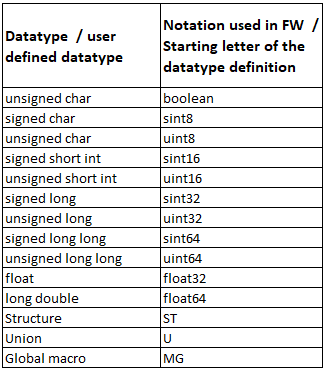 Datatype / user defined datatype	Notation used in FW / Starting letter of the datatype definition
unsigned char	boolean
signed char	sint8
unsigned char	uint8
signed short int	sint16
unsigned short int	uint16
signed long	sint32
unsigned long	uint32
signed long long	sint64
unsigned long long	uint64
float	float32
long double	float64
Structure	ST
Union	U
Global macro	MG